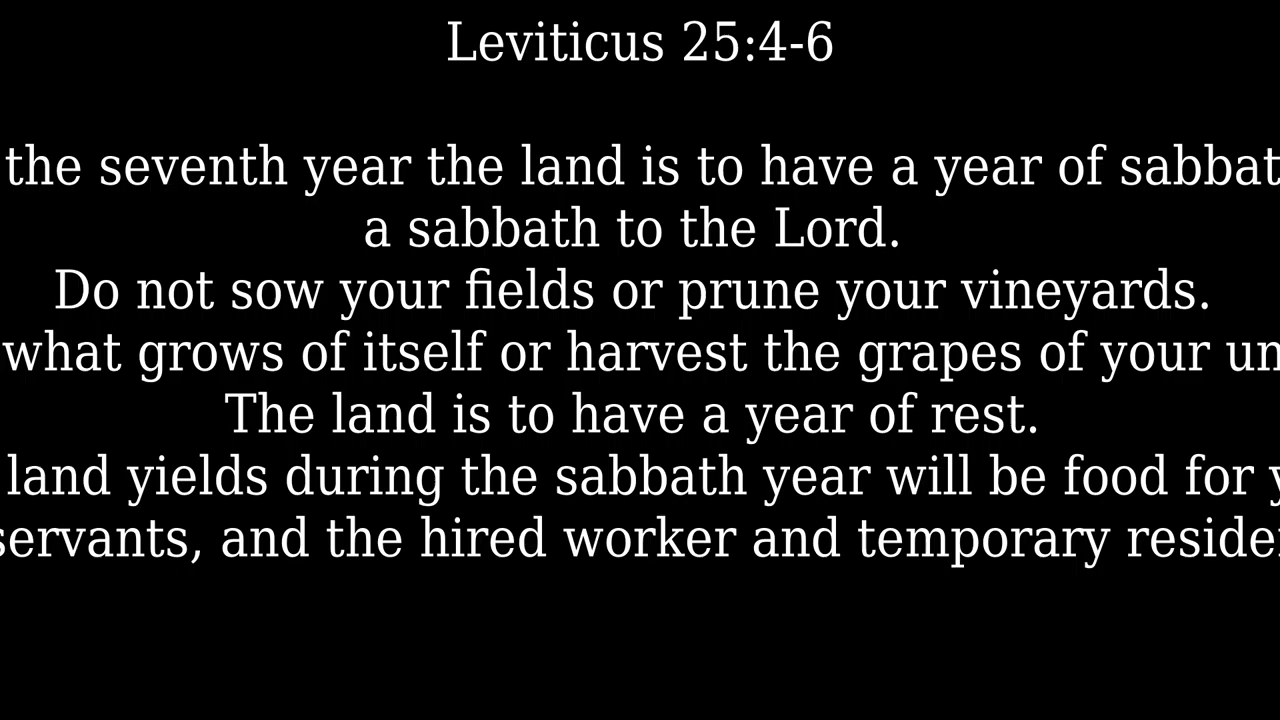 Leviticus 25:4-6
the seventh year the land is to have a year of
a sabbath to the Lord.
Do not sow your fields or prune your vineyards.
what grows of itself or harvest the grapes of your
The land is to have a year of rest.
land yields during the sabbath year will be food for
servants, and the hired worker and temporary